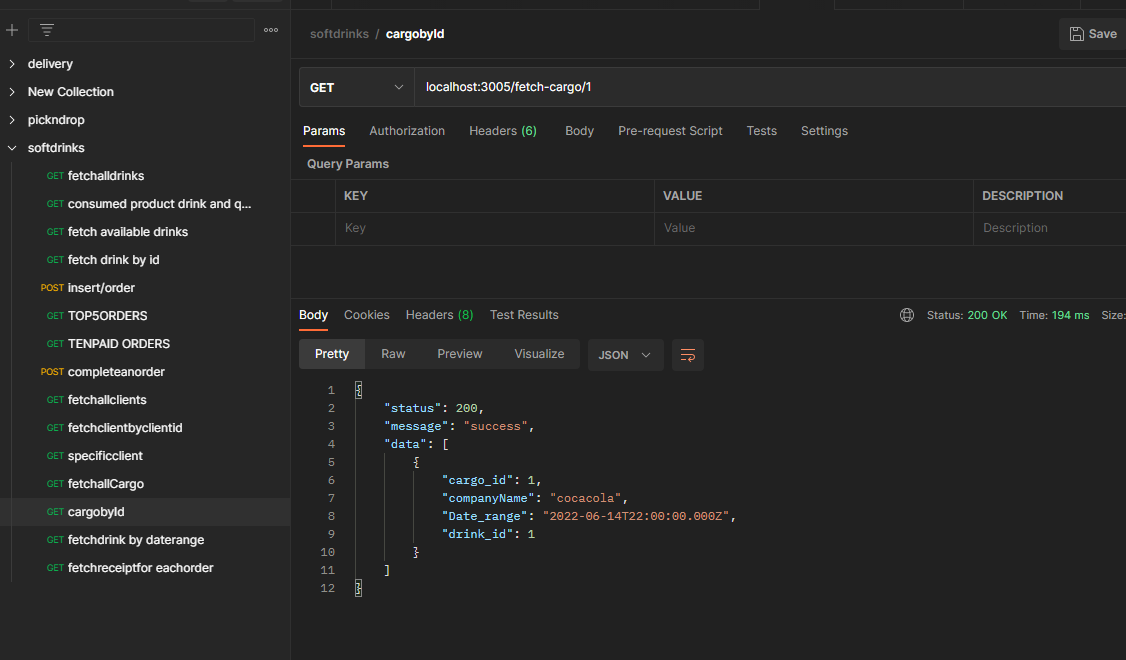 softdrinks / cargobyId
Save
delivery
New Collection
pickndrop
softdrinks
GET fetchalldrinks
GET consumed product drink and q...
GET fetch available drinks
GET fetch drink by id
POST insert/order
GET TOP5ORDERS
GET TENPAID ORDERS
POST completeanorder
GET fetchallclients
GET fetchclientbyclientid
GET specificclient
GET fetchallCargo
GET cargobyId
GET fetchdrink by daterange
GET fetchreceiptfor eachorder
GET localhost:3005/fetch-cargo/1
Params Authorization Headers (6) Body Pre-request Script Tests Settings
Query Params
KEY VALUE DESCRIPTION
Key Value Description
Body Cookies Headers (8) Test Results Status: 200 OK Time: 194 ms Size:
Pretty Raw Preview Visualize JSON
1 {
2 "status": 200,
3 "message": "success",
4 "data": [
5 {
6 "cargo_id": 1,
7 "companyName": "cocacola",
8 "Date_range": "2022-06-14T22:00:00.000Z",
9 "drink_id": 1
10 }
11 ]
12 }